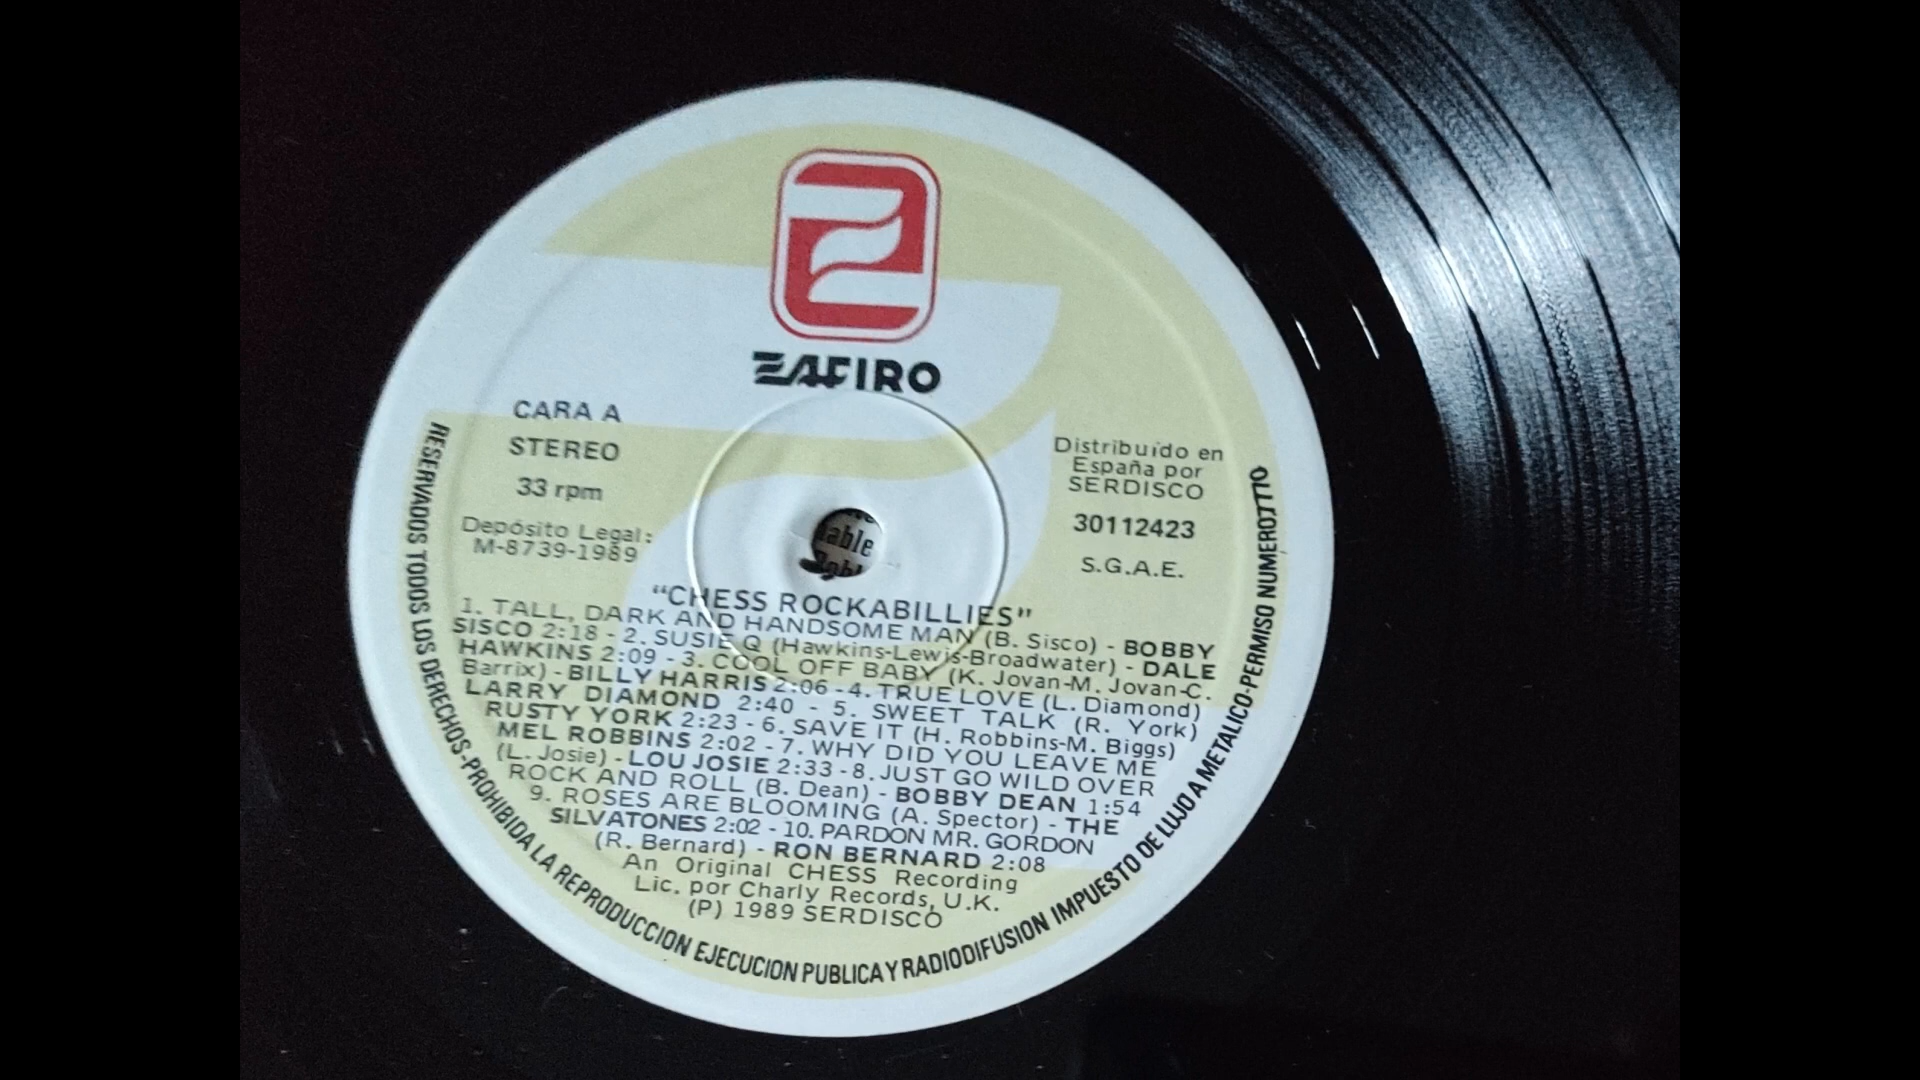 ZAFIRO
CARA A
STEREO
33 rpm
Depósito Legal:
M-8739-1989
Distribuído en
España por
SERDISCO
30112423
S.G.A.E.
"CHESS ROCKABILLIES"
1. TALL, DARK AND HANDSOME MAN (B. Sisco) - BOBBY
SISCO 2:18 - 2. SUSIE Q (Hawkins-Lewis-Broadwater) - DALE
HAWKINS 2:09 - 3. COOL OFF BABY (K. Jovan-M. Jovan-C.
Barrix) - BILLY HARRIS 2:06 - 4. TRUE LOVE (L. Diamond)
LARRY DIAMOND 2:40 - 5. SWEET TALK (R. York)
RUSTY YORK 2:23 - 6. SAVE IT (H. Robbins-M. Biggs)
MEL ROBBINS 2:02 - 7. WHY DID YOU LEAVE ME
(L. Josie) - LOU JOSIE 2:33 - 8. JUST GO WILD OVER
ROCK AND ROLL (B. Dean) - BOBBY DEAN 1:54
9. ROSES ARE BLOOMING (A. Spector) - THE
SILVATONES 2:02 - 10. PARDON MR. GORDON
(R. Bernard) - RON BERNARD 2:08
An Original CHESS Recording
Lic. por Charly Records, U.K.
(P) 1989 SERDISCO
RESERVADOS TODOS LOS DERECHOS-PROHIBIDA LA REPRODUCCION EJECUCION PUBLICA Y RADIODIFUSION IMPUESTO DE LUJO A METALICO-PERMISO NUMERO7770